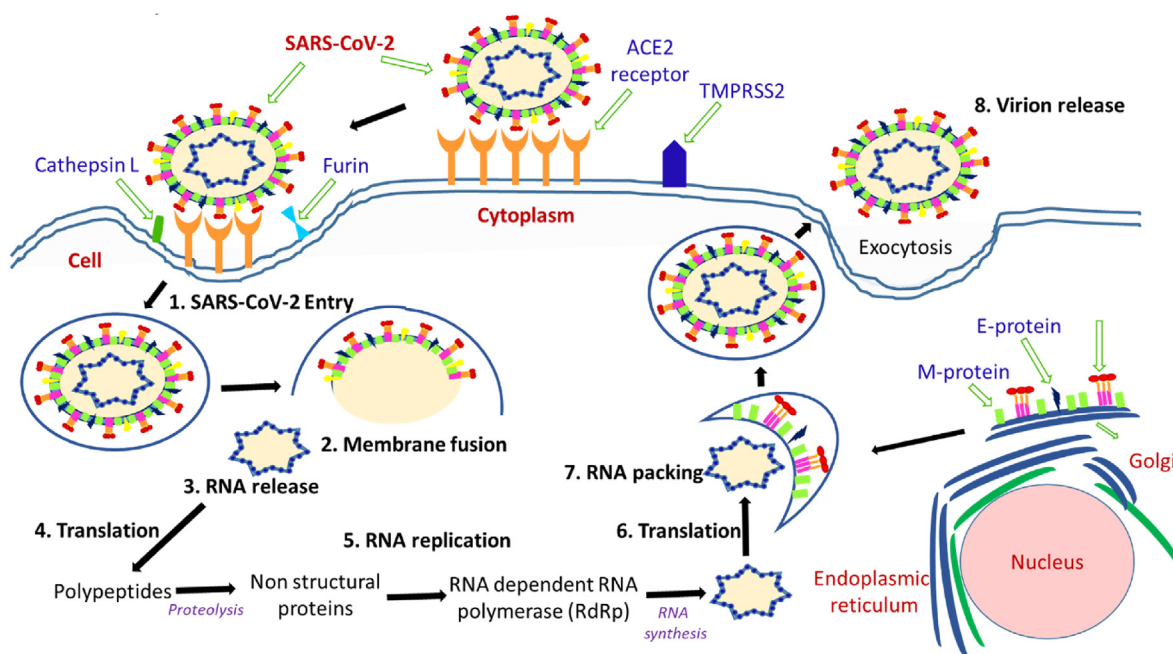 SARS-CoV-2
ACE2
receptor
TMPRSS2
8. Virion release
Cathepsin L
Furin
Cytoplasm
Exocytosis
Cell
1. SARS-CoV-2 Entry
E-protein
M-protein
2. Membrane fusion
3. RNA release
7. RNA packing
Golgi
4. Translation
5. RNA replication
6. Translation
Polypeptides
Proteolysis
Non structural
proteins
RNA dependent RNA
polymerase (RdRp)
RNA
synthesis
Endoplasmic
reticulum
Nucleus